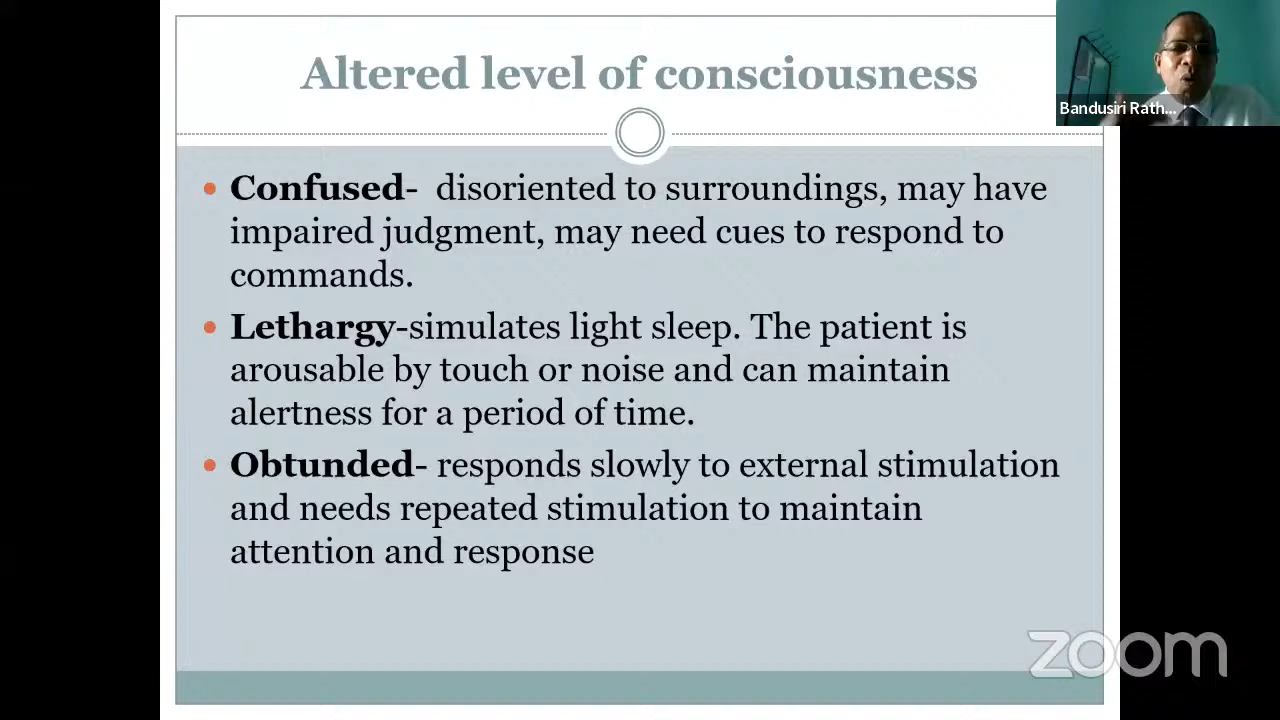 Altered level of consciousness
Bandusiri Rath...
• Confused-  disoriented to surroundings, may have
impaired judgment, may need cues to respond to
commands.
• Lethargy-simulates light sleep. The patient is
arousable by touch or noise and can maintain
alertness for a period of time.
• Obtunded- responds slowly to external stimulation
and needs repeated stimulation to maintain
attention and response
zoom